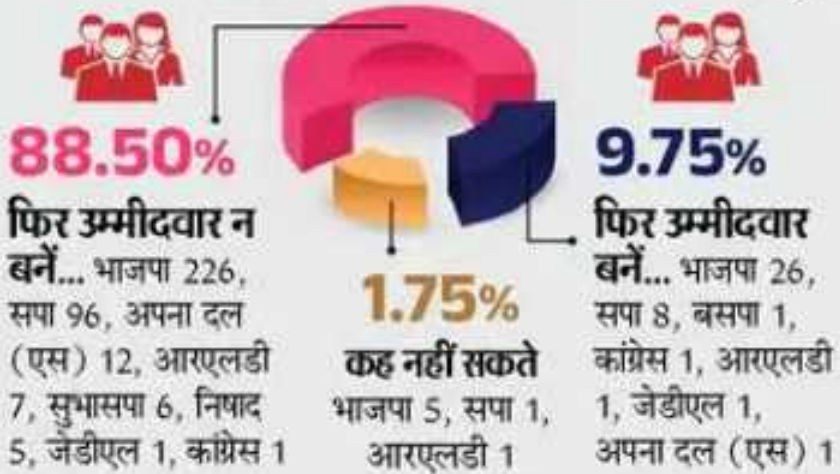 88.50%
फिर उम्मीदवार न
बनें... भाजपा 226,
सपा 96, अपना दल
(एस) 12, आरएलडी
7, सुभासपा 6, निषाद
5, जेडीएल 1, कांग्रेस 1
1.75%
कह नहीं सकते
भाजपा 5, सपा 1,
आरएलडी 1
9.75%
फिर उम्मीदवार
बनें... भाजपा 26,
सपा 8, बसपा 1,
कांग्रेस 1, आरएलडी
1, जेडीएल 1,
अपना दल (एस) 1